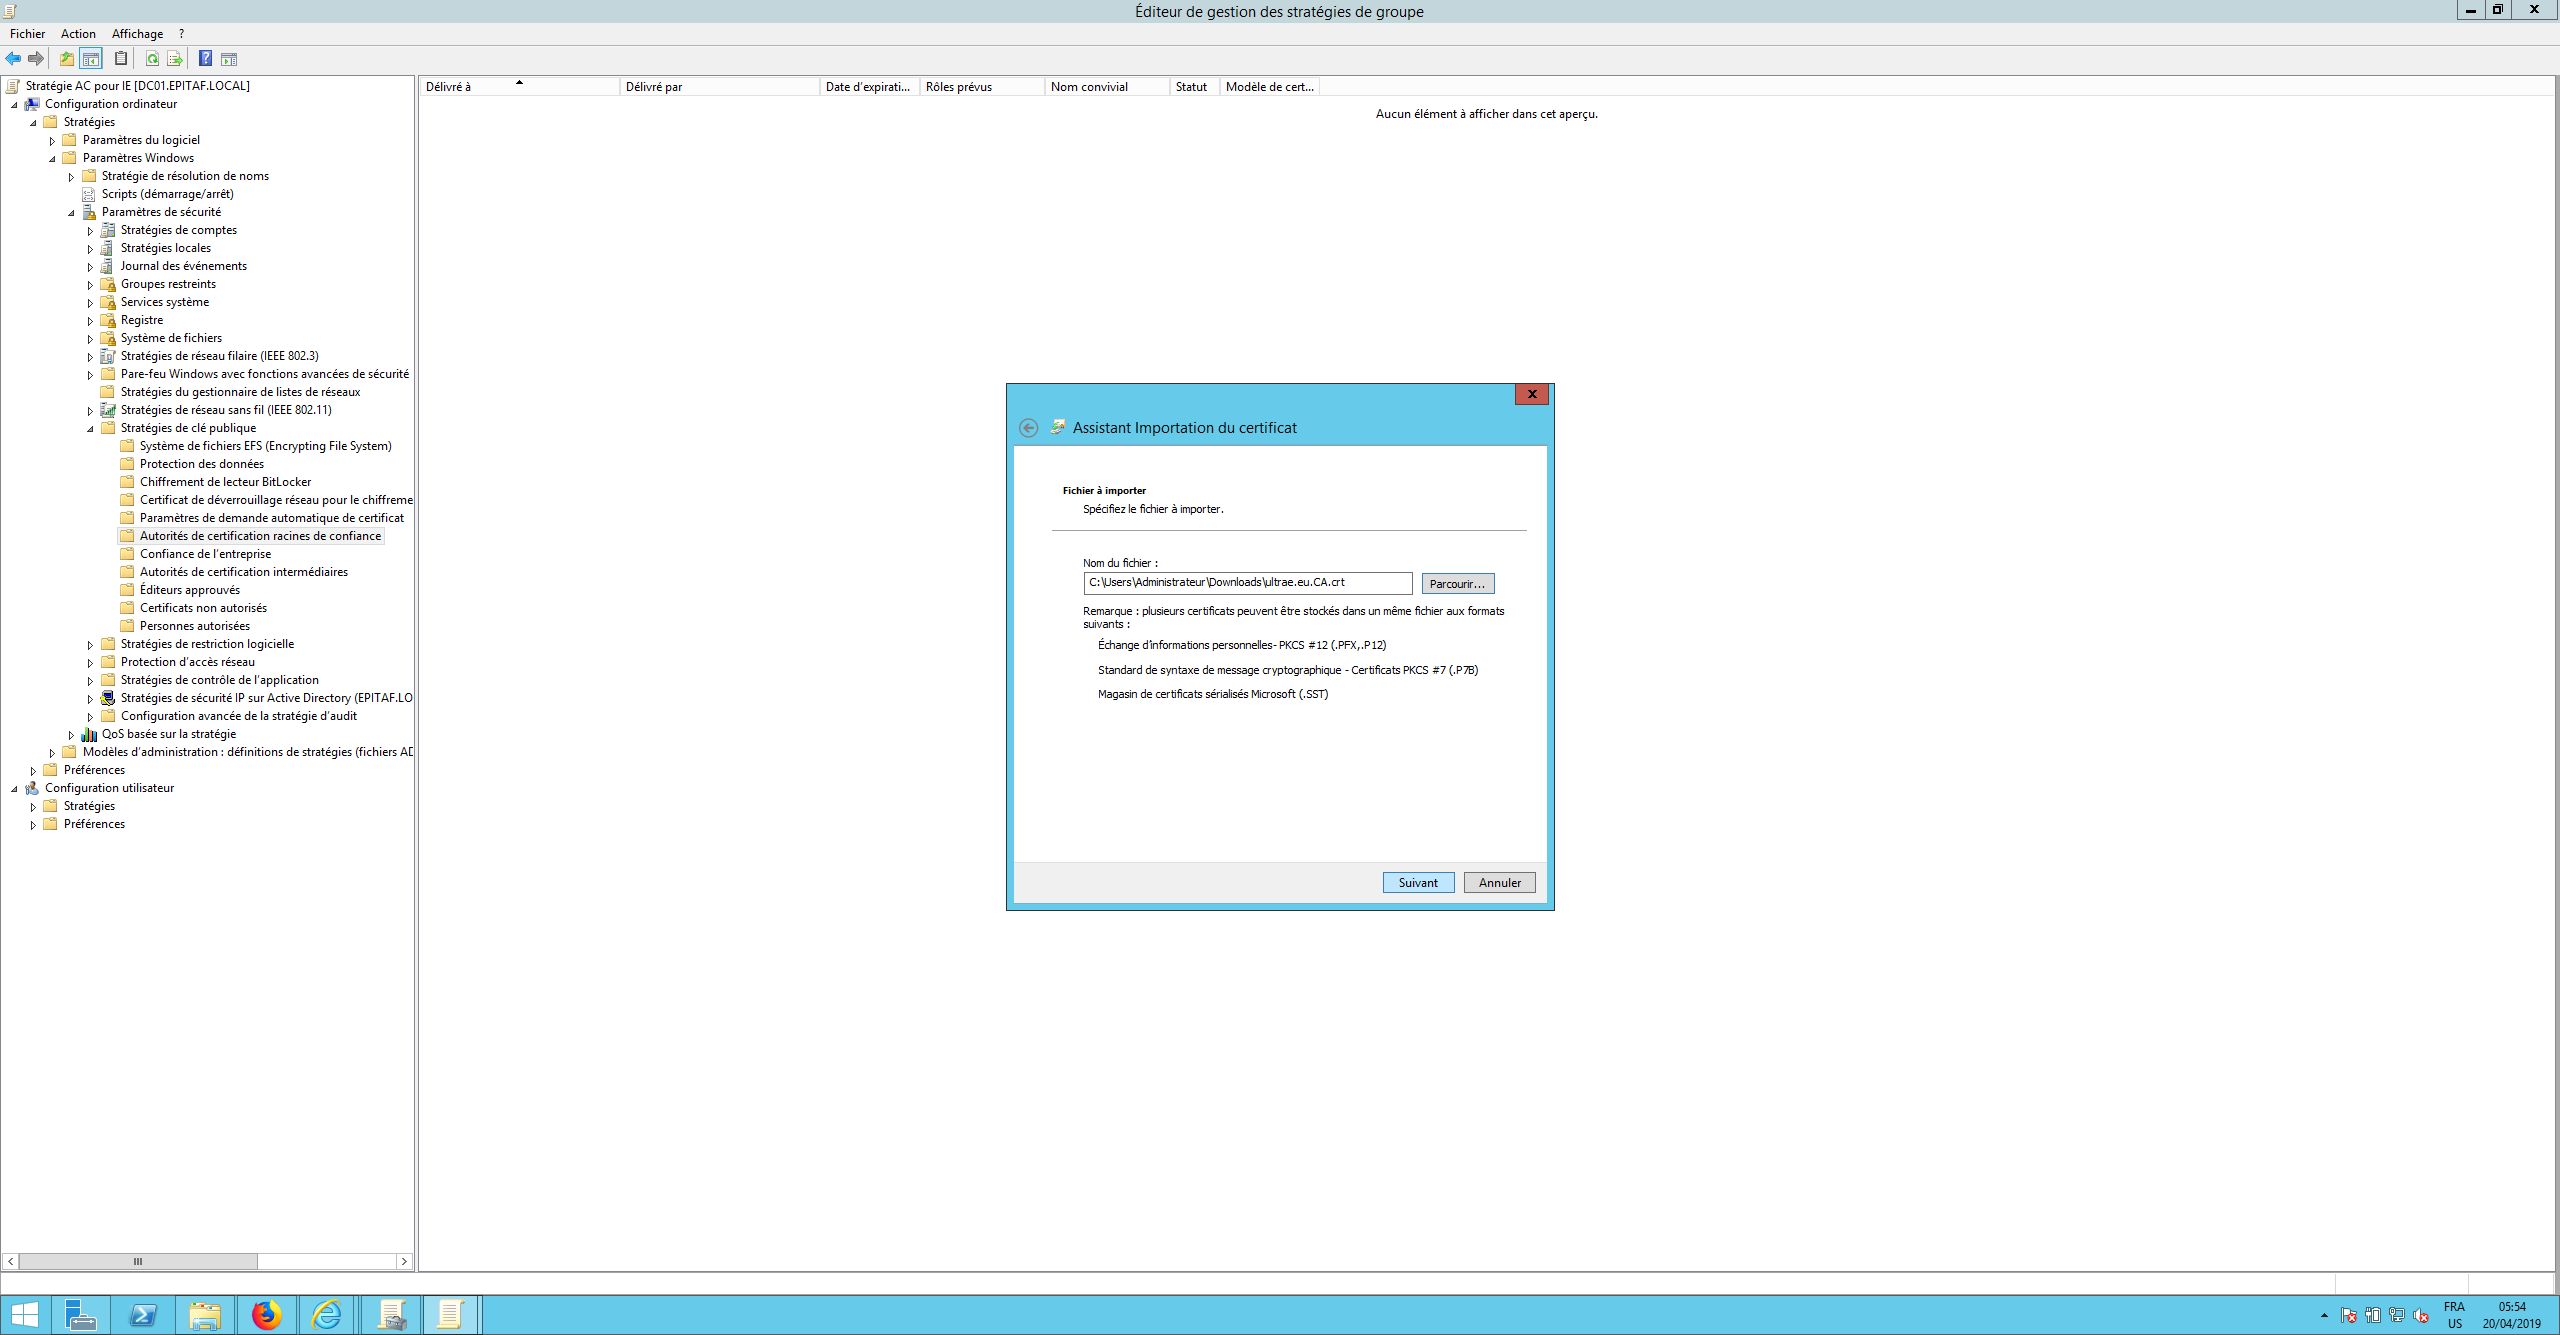 Éditeur de gestion des stratégies de groupe
Fichier Action Affichage ?
Stratégie AC pour IE [DC01.EPITAF.LOCAL]
Configuration ordinateur
Stratégies
Paramètres du logiciel
Paramètres Windows
Stratégie de résolution de noms
Scripts (démarrage/arrêt)
Paramètres de sécurité
Stratégies de comptes
Stratégies locales
Journal des événements
Groupes restreints
Services système
Registre
Système de fichiers
Stratégies de réseau filaire (IEEE 802.3)
Pare-feu Windows avec fonctions avancées de sécurité
Stratégies du gestionnaire de listes de réseaux
Stratégies de réseau sans fil (IEEE 802.11)
Stratégies de clé publique
Système de fichiers EFS (Encrypting File System)
Protection des données
Chiffrement de lecteur BitLocker
Certificat de déverrouillage réseau pour le chiffreme
Paramètres de demande automatique de certificat
Autorités de certification racines de confiance
Confiance de l'entreprise
Autorités de certification intermédiaires
Éditeurs approuvés
Certificats non autorisés
Personnes autorisées
Stratégies de restriction logicielle
Protection d'accès réseau
Stratégies de contrôle de l'application
Stratégies de sécurité IP sur Active Directory (EPITAF.LO
Configuration avancée de la stratégie d'audit
QoS basée sur la stratégie
Modèles d'administration : définitions de stratégies (fichiers AD
Préférences
Configuration utilisateur
Stratégies
Préférences
Délivré à Délivré par Date d'expirati... Rôles prévus Nom convivial Statut Modèle de cert...
Aucun élément à afficher dans cet aperçu.
Assistant Importation du certificat
Fichier à importer
Spécifiez le fichier à importer.
Nom du fichier :
C:\Users\Administrateur\Downloads\ultrae.eu.CA.crt Parcourir...
Remarque : plusieurs certificats peuvent être stockés dans un même fichier aux formats
suivants :
Échange d'informations personnelles- PKCS #12 (.PFX,.P12)
Standard de syntaxe de message cryptographique - Certificats PKCS #7 (.P7B)
Magasin de certificats sérialisés Microsoft (.SST)
Suivant Annuler
FRA 05:54
US 20/04/2019